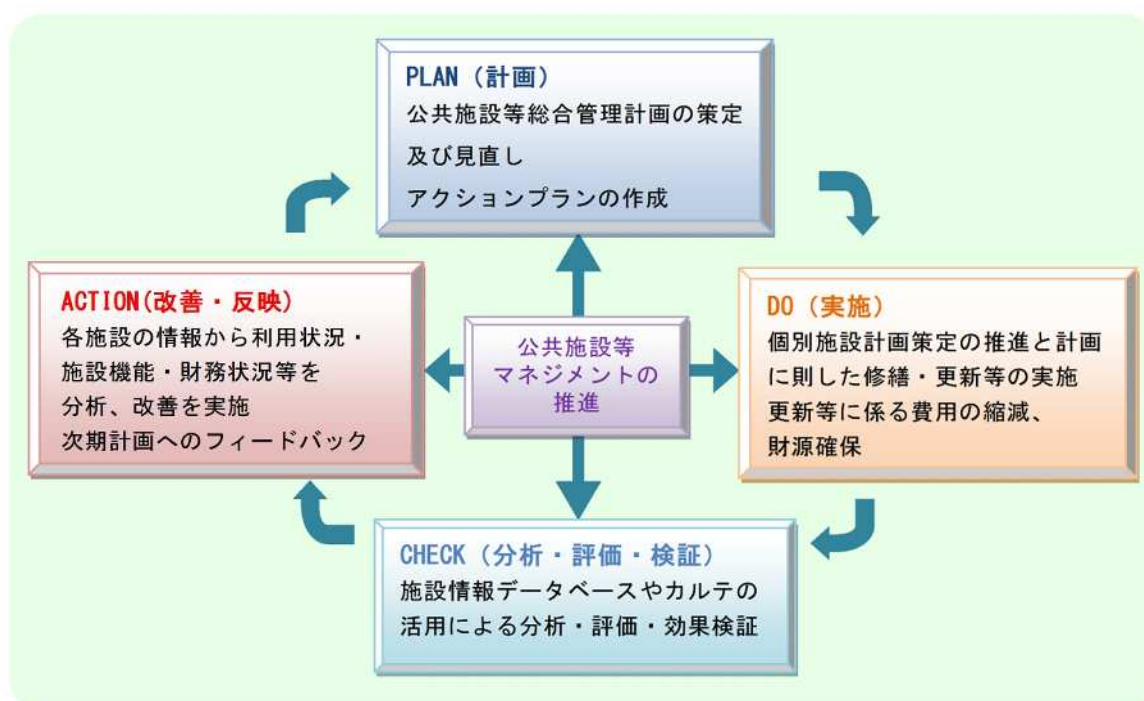 PLAN (計画)
公共施設等総合管理計画の策定
及び見直し
アクションプランの作成
ACTION(改善・反映)
各施設の情報から利用状況・
施設機能・財務状況等を
分析、改善を実施
次期計画へのフィードバック
公共施設等
マネジメントの
推進
DO (実施)
個別施設計画策定の推進と計画
に則した修繕・更新等の実施
更新等に係る費用の縮減、
財源確保
CHECK (分析・評価・検証)
施設情報データベースやカルテの
活用による分析・評価・効果検証